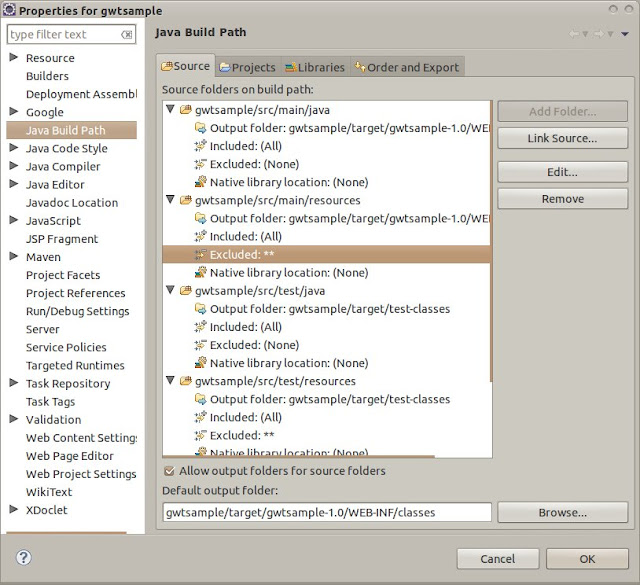 Properties for gwtsample
type filter text
Resource
Builders
Deployment Assembl
Google
Java Build Path
Java Code Style
Java Compiler
Java Editor
Javadoc Location
JavaScript
JSP Fragment
Maven
Project Facets
Project References
Run/Debug Settings
Server
Service Policies
Targeted Runtimes
Task Repository
Task Tags
Validation
Web Content Settings
Web Page Editor
Web Project Settings
WikiText
XDoclet
Java Build Path
Source Projects Libraries Order and Export
Source folders on build path:
gwtsample/src/main/java
Output folder: gwtsample/target/gwtsample-1.0/WE
Included: (All)
Excluded: (None)
Native library location: (None)
gwtsample/src/main/resources
Output folder: gwtsample/target/gwtsample-1.0/WE
Included: (All)
Excluded: **
Native library location: (None)
gwtsample/src/test/java
Output folder: gwtsample/target/test-classes
Included: (All)
Excluded: (None)
Native library location: (None)
gwtsample/src/test/resources
Output folder: gwtsample/target/test-classes
Included: (All)
Excluded: **
Native library location: (None)
Add Folder...
Link Source...
Edit...
Remove
Allow output folders for source folders
Default output folder:
gwtsample/target/gwtsample-1.0/WEB-INF/classes
Browse...
?
Cancel
OK